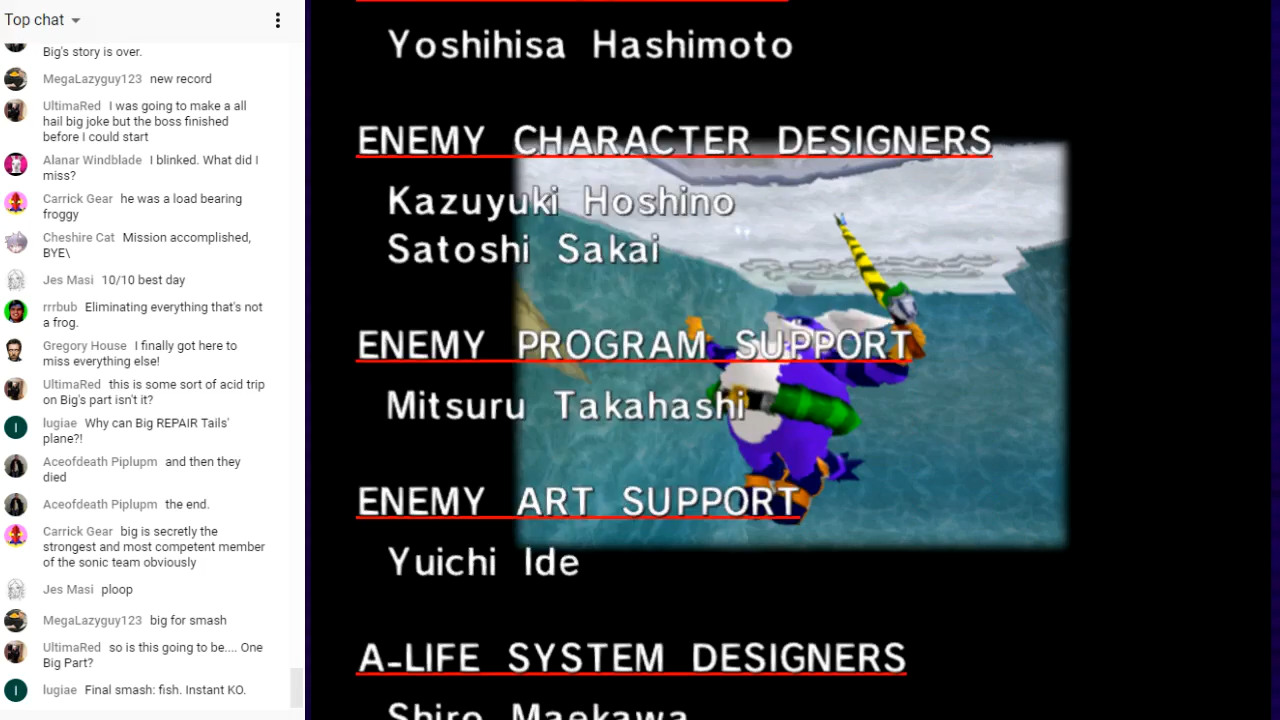 Top chat
Big's story is over.
MegaLazyguy123 new record
UltimaRed I was going to make a all
hail big joke but the boss finished
before I could start
Alanar Windblade I blinked. What did I
miss?
Carrick Gear he was a load bearing
froggy
Cheshire Cat Mission accomplished,
BYE\
Jes Masi 10/10 best day
rrrbub Eliminating everything that's not
a frog.
Gregory House I finally got here to
miss everything else!
UltimaRed this is some sort of acid trip
on Big's part isn't it?
lugiae Why can Big REPAIR Tails'
plane?!
Aceofdeath Piplupm and then they
died
Aceofdeath Piplupm the end.
Carrick Gear big is secretly the
strongest and most competent member
of the sonic team obviously
Jes Masi ploop
MegaLazyguy123 big for smash
UltimaRed so is this going to be.... One
Big Part?
lugiae Final smash: fish. Instant KO.
Yoshihisa Hashimoto
ENEMY CHARACTER DESIGNERS
Kazuyuki Hoshino
Satoshi Sakai
ENEMY PROGRAM SUPPORT
Mitsuru Takahashi
ENEMY ART SUPPORT
Yuichi Ide
A-LIFE SYSTEM DESIGNERS
Shiro Maekawa